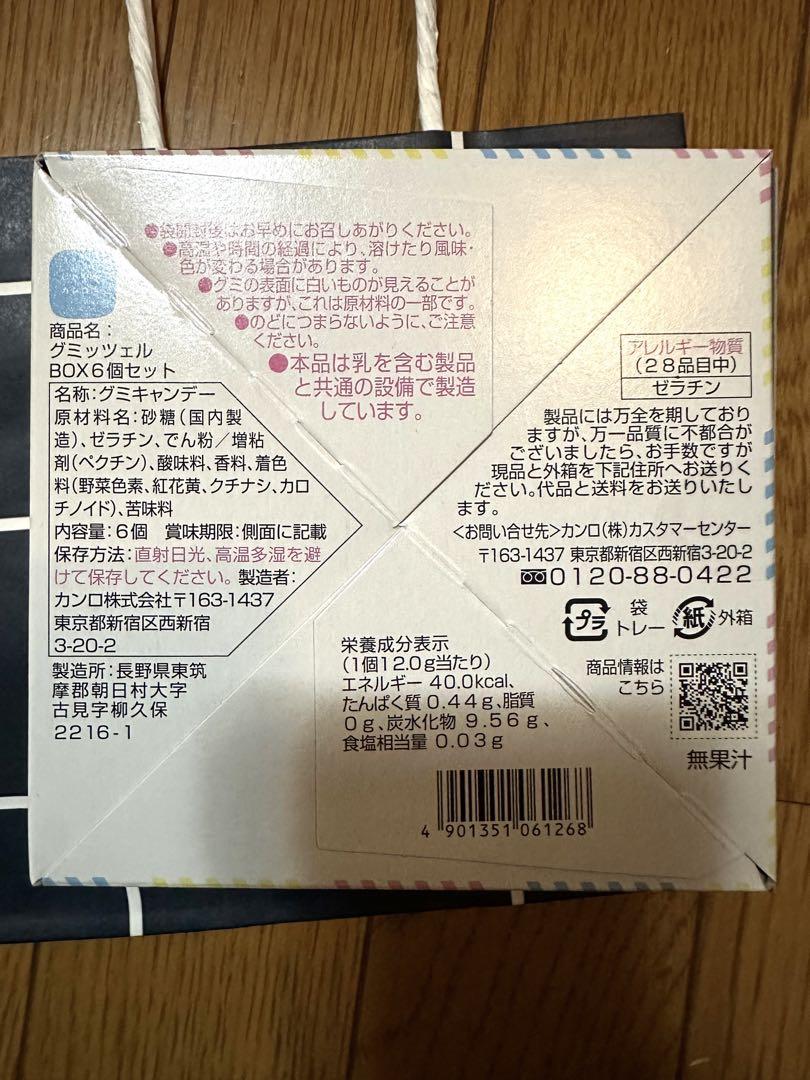 ●袋開封後はお早めにお召しあがりください。
●高温や時間の経過により、溶けたり風味・
色が変わる場合があります。
●グミの表面に白いものが見えることが
ありますが、これは原材料の一部です。
●のどにつまらないように、ご注意
ください。
●本品は乳を含む製品
と共通の設備で製造
しています。
カンロ
商品名：
グミッツェル
BOX6個セット
名称：グミキャンデー
原材料名：砂糖（国内製
造）、ゼラチン、でん粉／増粘
剤（ペクチン）、酸味料、香料、着色
料（野菜色素、紅花黄、クチナシ、カロ
チノイド）、苦味料
内容量：6個 賞味期限：側面に記載
保存方法：直射日光、高温多湿を避
けて保存してください。製造者：
カンロ株式会社〒163-1437
東京都新宿区西新宿
3-20-2
製造所：長野県東筑
摩郡朝日村大字
古見字柳久保
2216-1
アレルギー物質
（28品目中）
ゼラチン
製品には万全を期しており
ますが、万一品質に不都合が
ございましたら、お手数ですが
現品と外箱を下記住所へお送りく
ださい。代品と送料をお送りいたし
ます。
＜お問い合せ先＞カンロ（株）カスタマーセンター
〒163-1437 東京都新宿区西新宿3-20-2
0120-88-0422
プラ
袋
トレー
紙
外箱
商品情報は
こちら
無果汁
栄養成分表示
（1個12.0g当たり）
エネルギー 40.0kcal、
たんぱく質 0.44g、脂質
0g、炭水化物 9.56g、
食塩相当量 0.03g
4 901351 061268